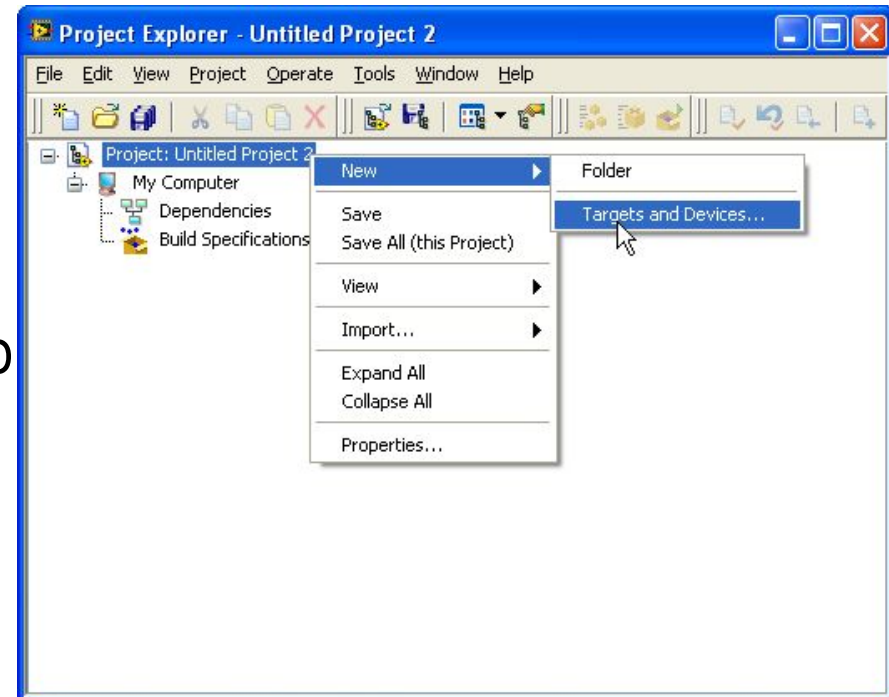 Project Explorer - Untitled Project 2
File Edit View Project Operate Tools Window Help
Project: Untitled Project 2
My Computer
Dependencies
Build Specifications
New
Save
Save All (this Project)
View
Import...
Expand All
Collapse All
Properties...
Folder
Targets and Devices...